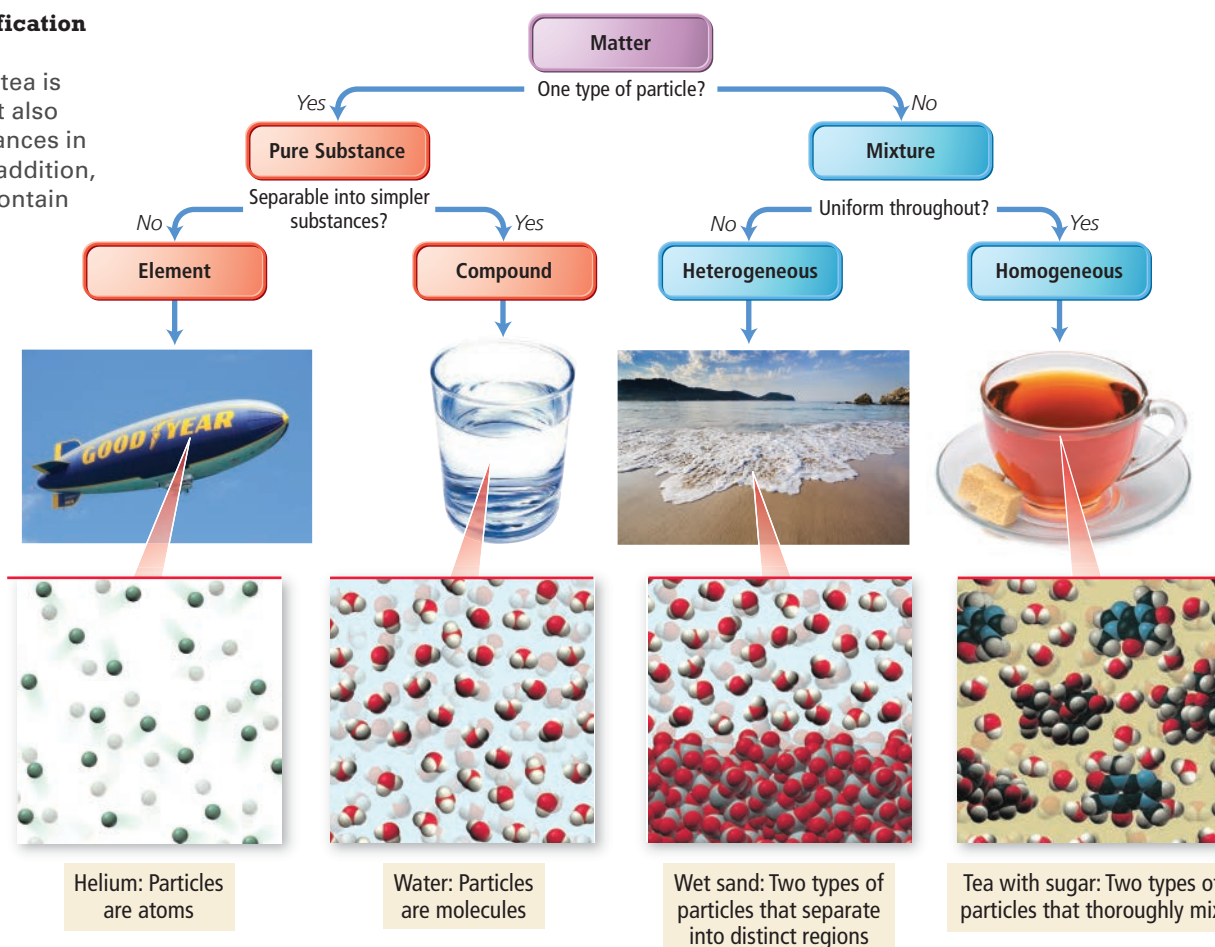 ification
tea is
t also
ances in
addition,
ontain
Matter
One type of particle?
Yes
No
Pure Substance
Mixture
Separable into simpler
substances?
Uniform throughout?
No
Yes
No
Yes
Element
Compound
Heterogeneous
Homogeneous
GOOD YEAR
Helium: Particles
are atoms
Water: Particles
are molecules
Wet sand: Two types of
particles that separate
into distinct regions
Tea with sugar: Two types of
particles that thoroughly mix